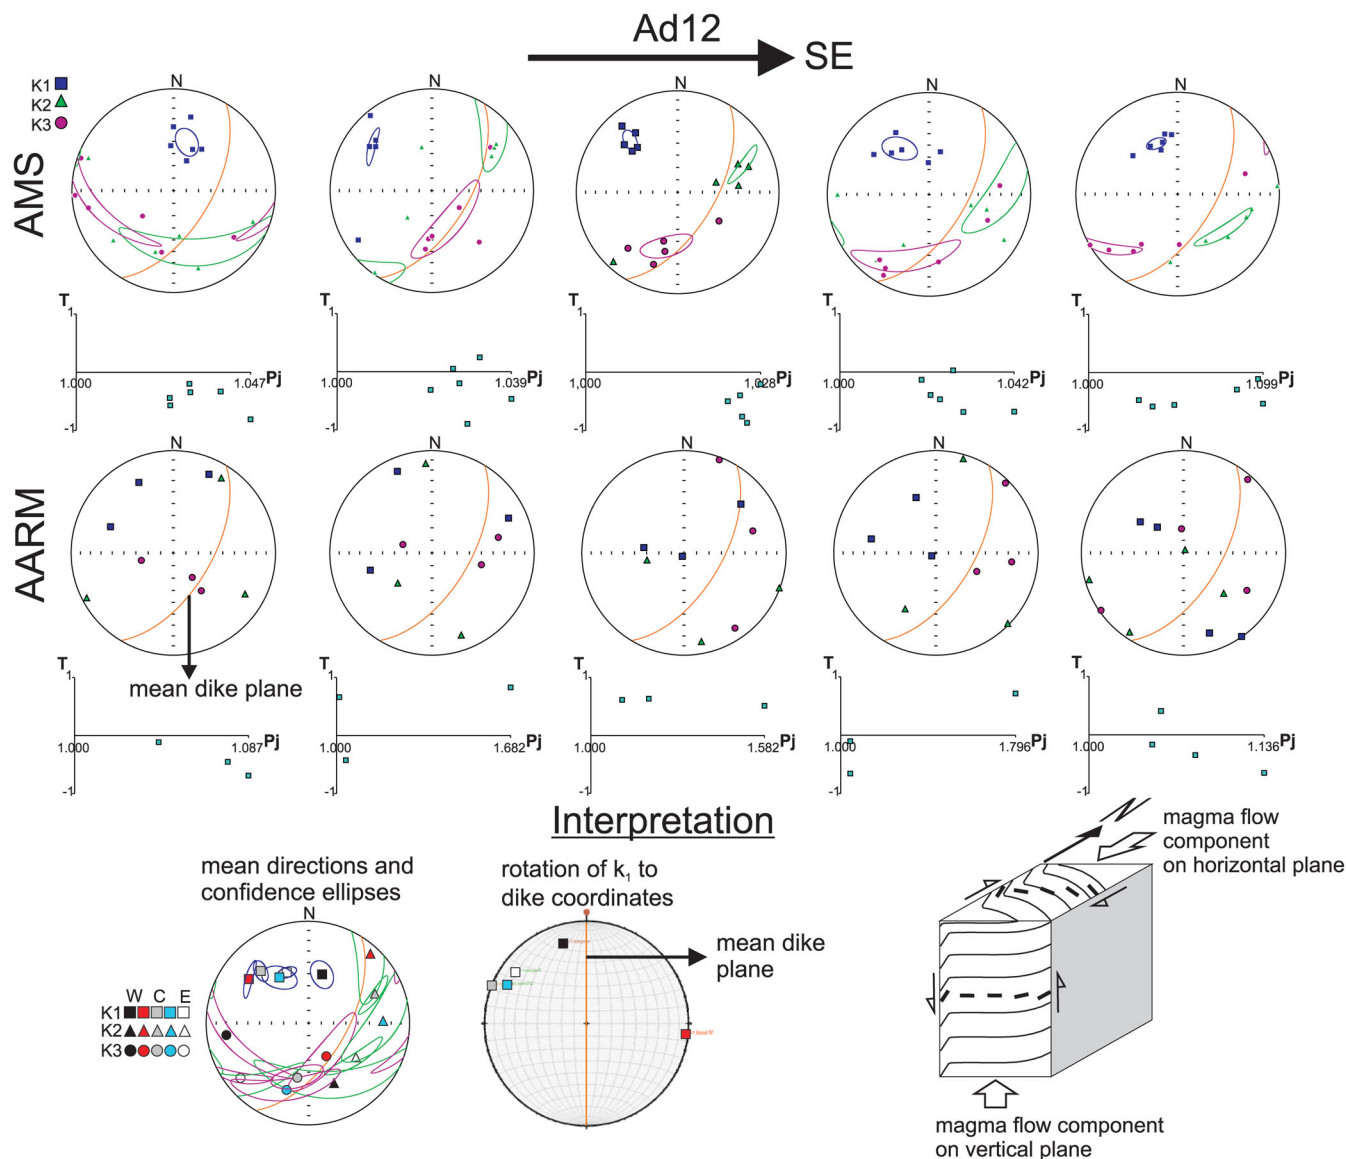 Ad12
SE
K1
K2
K3
AMS
N
N
N
N
N
T
1
1.000
1.047
Pj
-1
T
1
1.000
1.039
Pj
-1
T
1
1,000
1,028
Pj
-1
T
1
1.000
1.042
Pj
-1
T
1
1.000
1.099
Pj
-1
AARM
N
N
N
N
N
mean dike plane
T
1
1.000
1.087
Pj
-1
T
1
1.000
1.682
Pj
-1
T
1
1.000
1.582
Pj
-1
T
1
1.000
1.796
Pj
-1
T
1
1.000
1.136
Pj
-1
Interpretation
mean directions and
confidence ellipses
N
W C E
K1
K2
K3
rotation of k1 to
dike coordinates
mean dike
plane
N
magma flow
component
on horizontal plane
magma flow component
on vertical plane